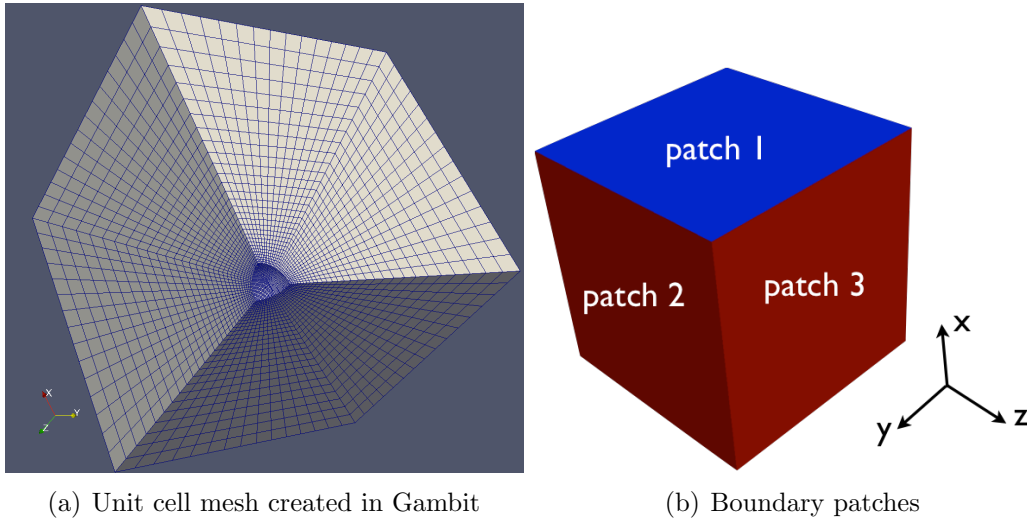 X
Y
Z
(a) Unit cell mesh created in Gambit
patch 1
patch 2
patch 3
x
y
z
(b) Boundary patches